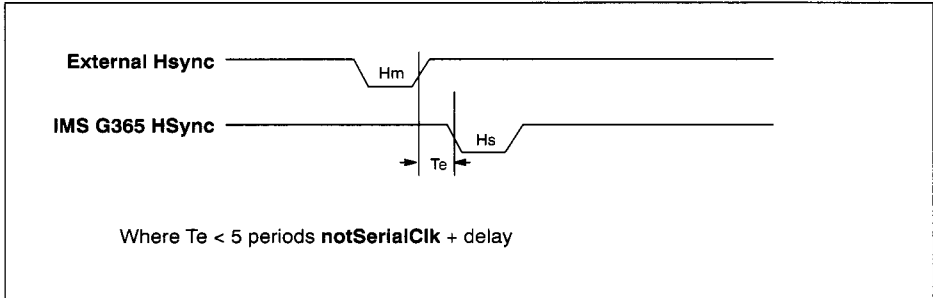 External Hsync
Hm
IMS G365 HSync
Hs
Te
Where Te < 5 periods notSerialClk + delay